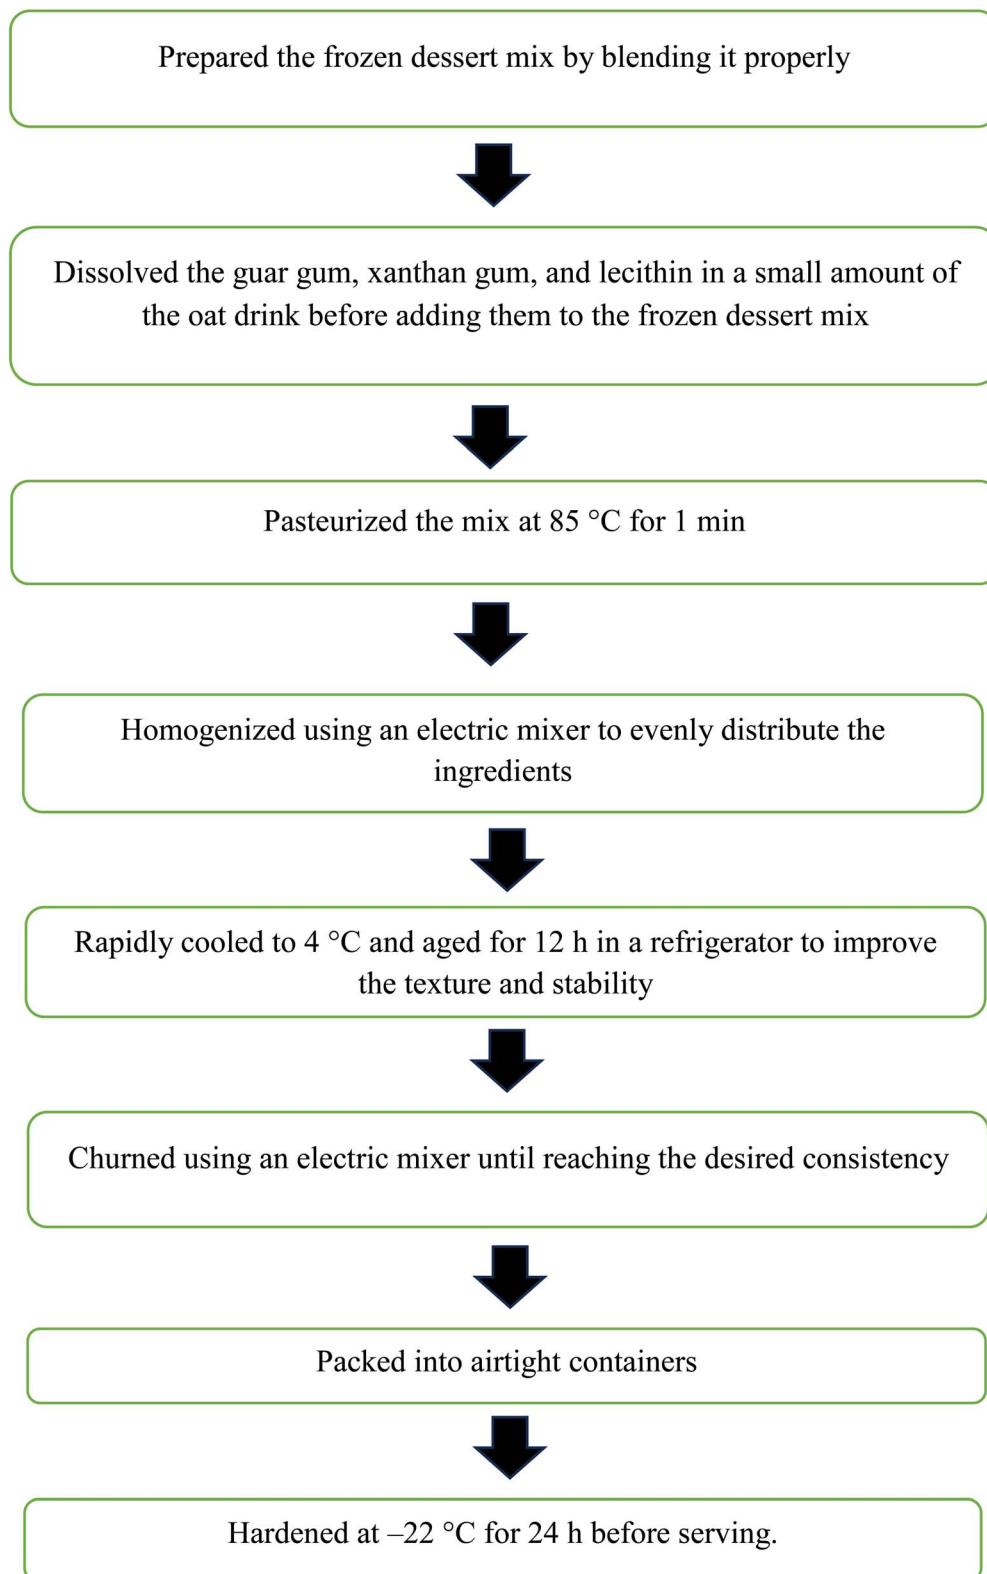 Prepared the frozen dessert mix by blending it properly
Dissolved the guar gum, xanthan gum, and lecithin in a small amount of
the oat drink before adding them to the frozen dessert mix
Pasteurized the mix at 85 °C for 1 min
Homogenized using an electric mixer to evenly distribute the
ingredients
Rapidly cooled to 4 °C and aged for 12 h in a refrigerator to improve
the texture and stability
Churned using an electric mixer until reaching the desired consistency
Packed into airtight containers
Hardened at –22 °C for 24 h before serving.